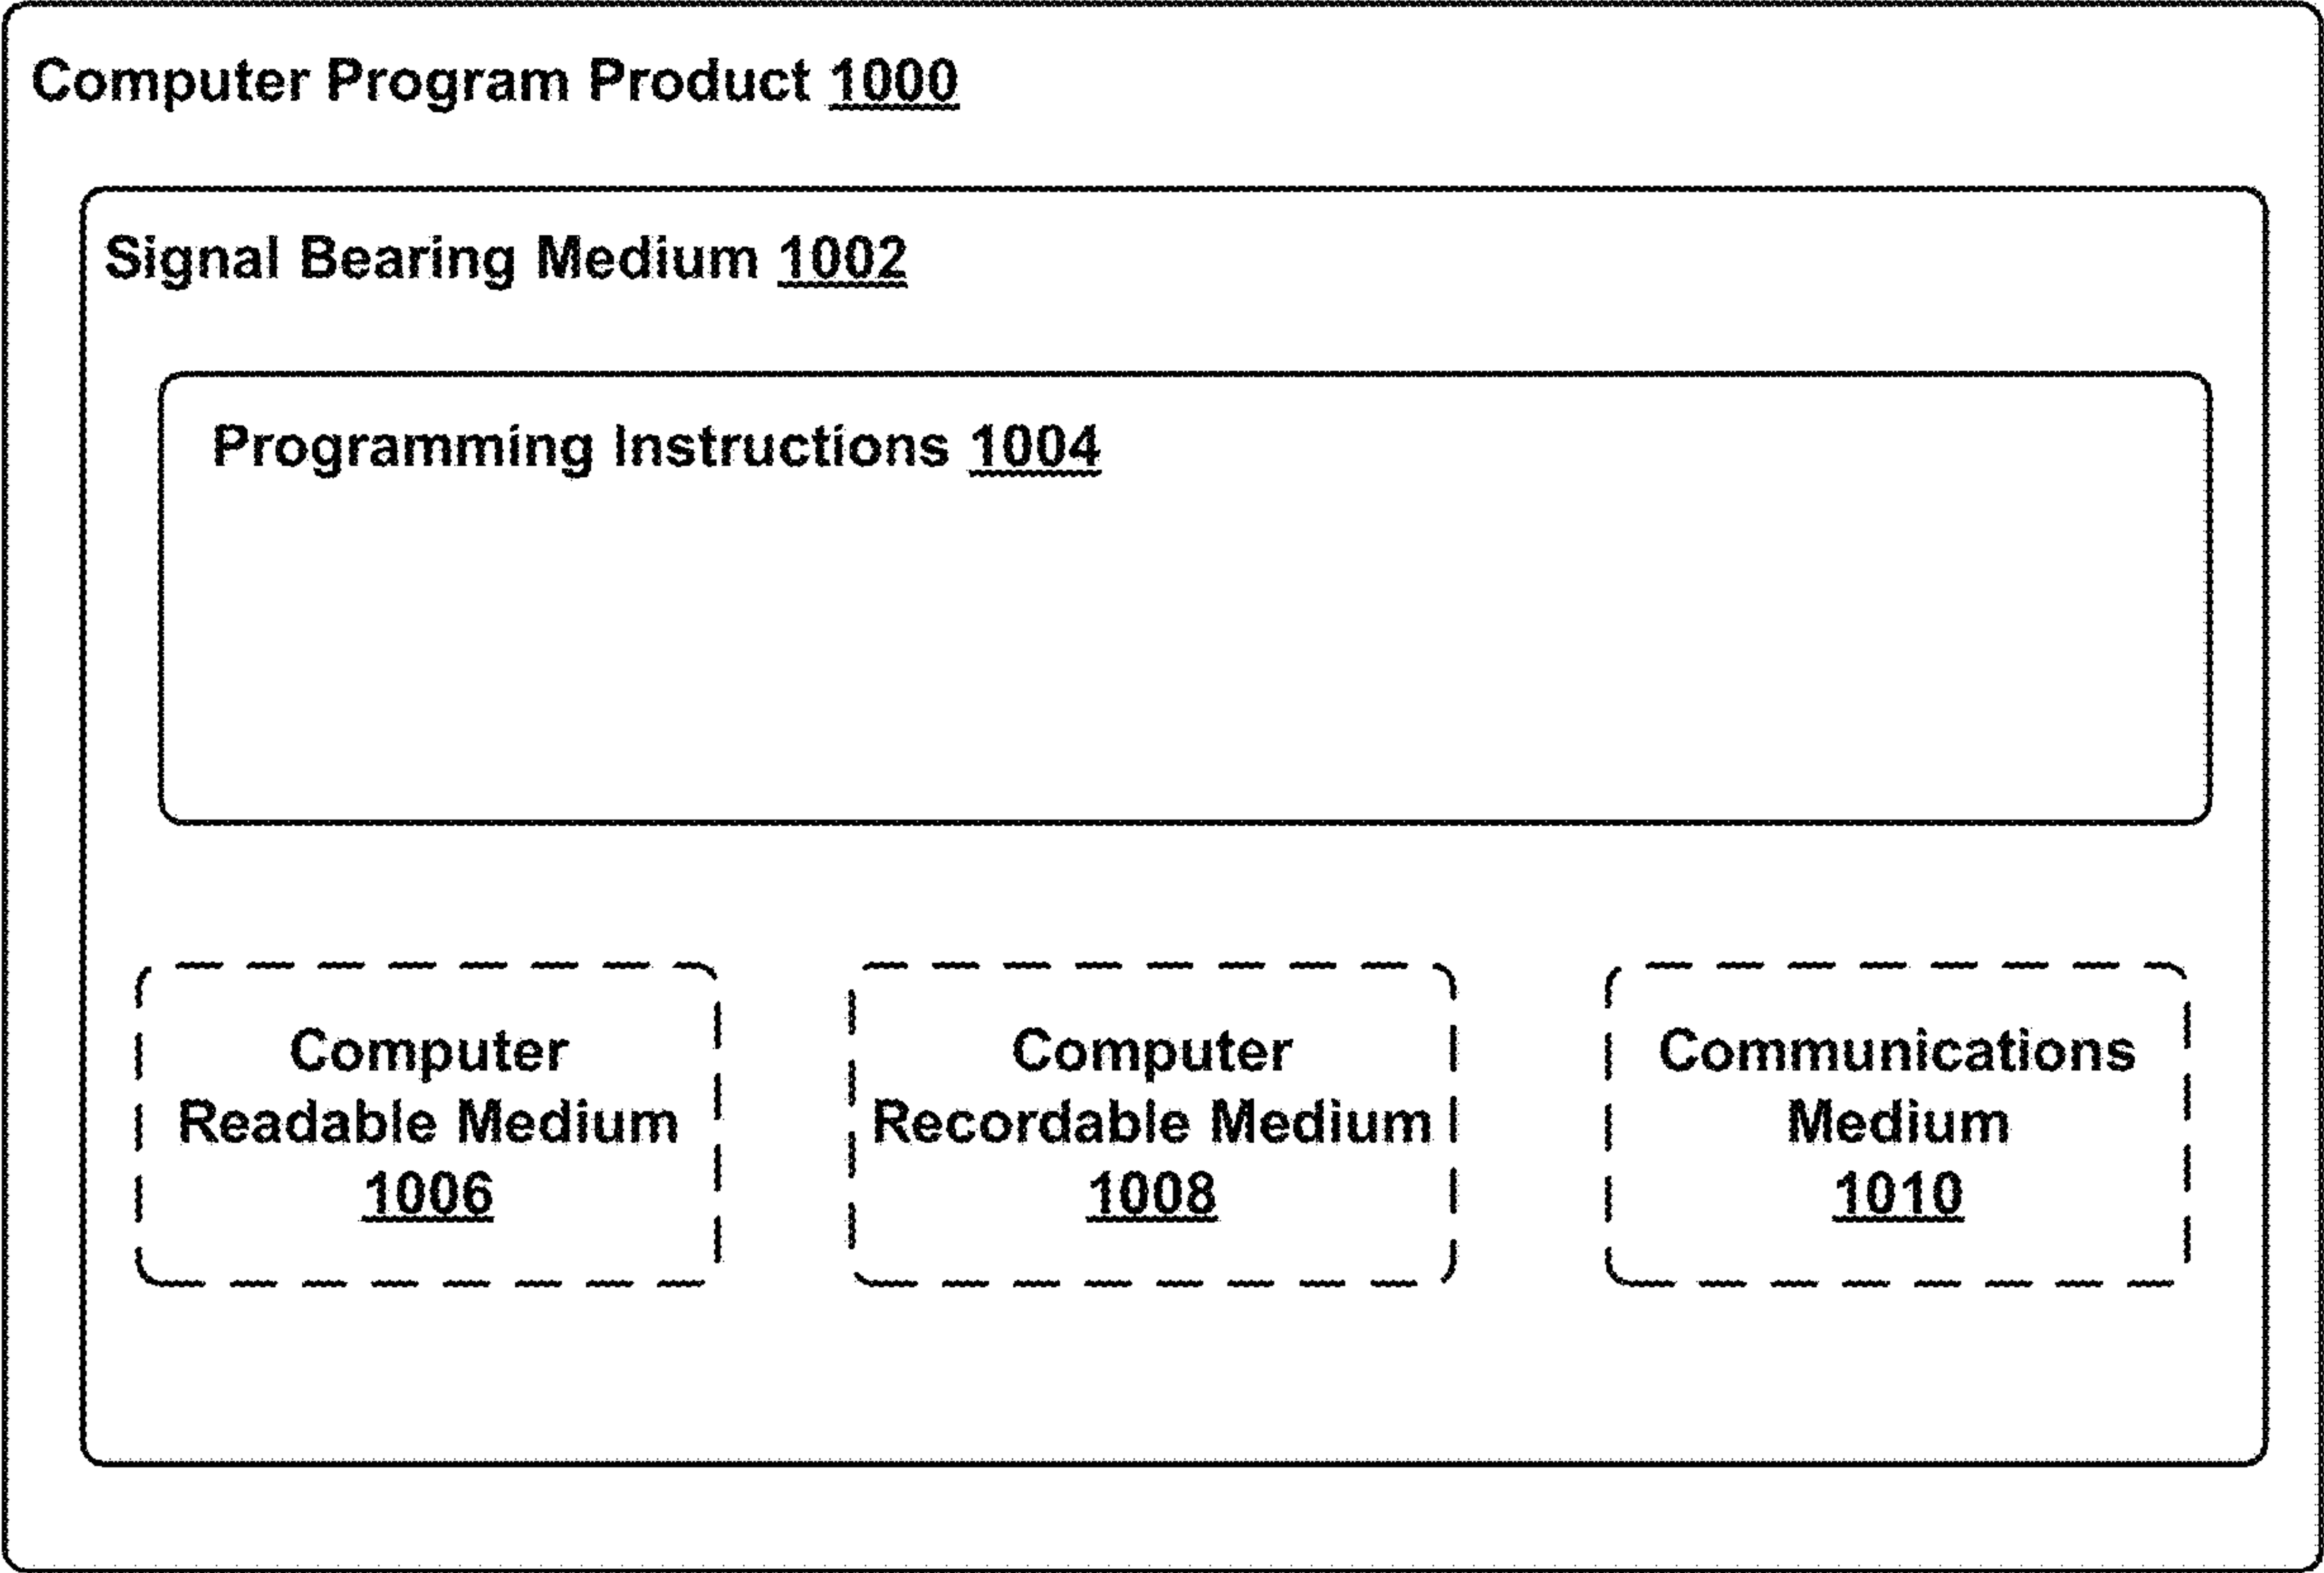 Computer Program Product 1000
Signal Bearing Medium 1002
Programming Instructions 1004
Computer
Readable Medium
1006
Computer
Recordable Medium
1008
Communications
Medium
1010